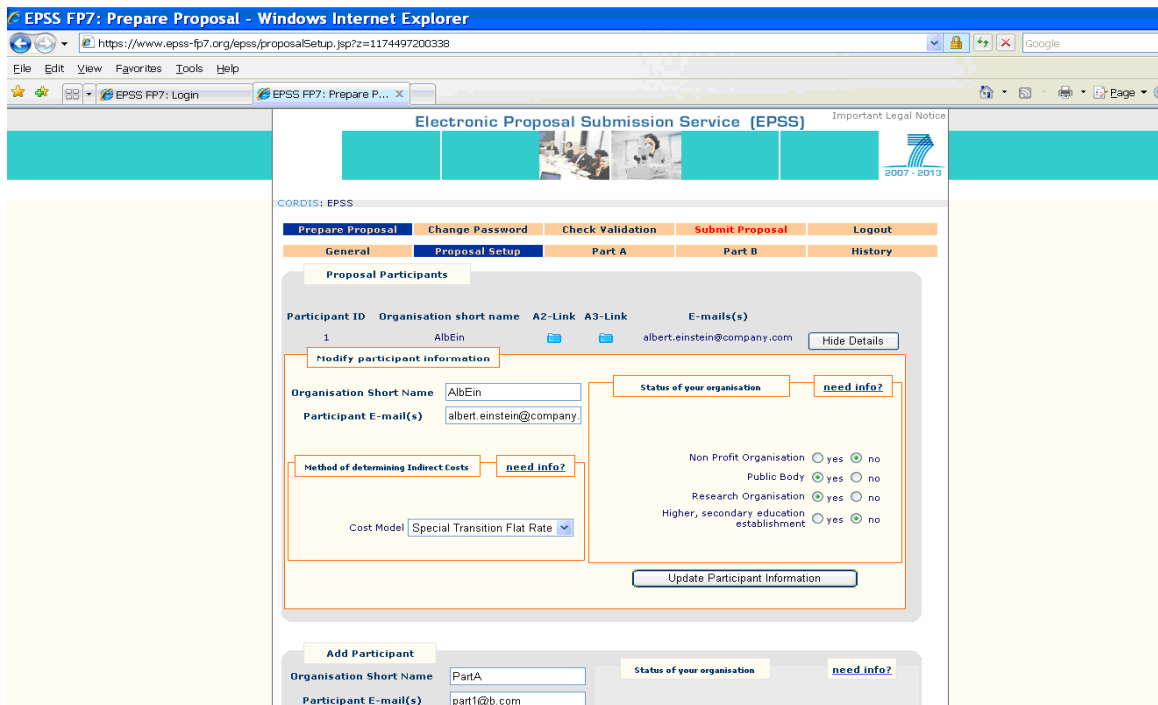 EPSS FP7: Prepare Proposal - Windows Internet Explorer
https://www.epss-fp7.org/epss/proposalSetup.jsp?z=1174497200338
Google
File Edit View Favorites Tools Help
EPSS FP7: Login
EPSS FP7: Prepare P...
Page
Electronic Proposal Submission Service (EPSS)
Important Legal Notice
2007 - 2013
CORDIS: EPSS
Prepare Proposal Change Password Check Validation Submit Proposal Logout
General Proposal Setup Part A Part B History
Proposal Participants
Participant ID Organisation short name A2-Link A3-Link E-mails(s)
1 AlbEin albert.einstein@company.com Hide Details
Modify participant information
Organisation Short Name AlbEin
Participant E-mail(s) albert.einstein@company.
Status of your organisation need info?
Method of determining Indirect Costs need info?
Cost Model Special Transition Flat Rate
Non Profit Organisation yes no
Public Body yes no
Research Organisation yes no
Higher, secondary education
establishment yes no
Update Participant Information
Add Participant
Organisation Short Name PartA
Participant E-mail(s) part1@b.com
Status of your organisation need info?